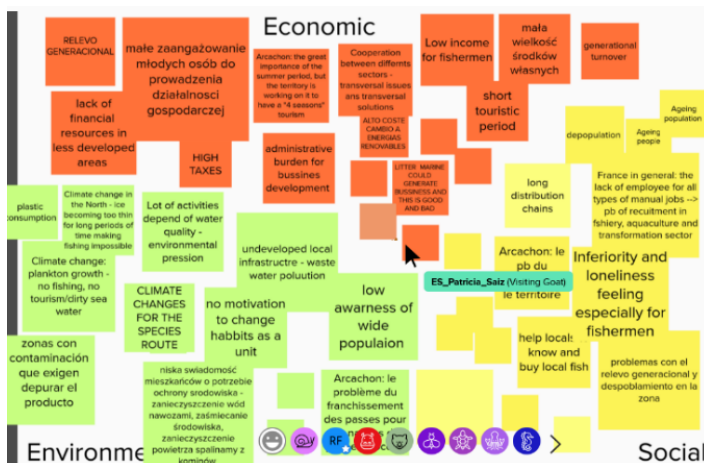 Economic
RELEVO
GENERACIONAL
małe zaangażowanie
młodych osób do
prowadzenia
działalnosci
gospodarczej
Arcachon: the great
importance of the
summer period, but
the territory is
working on it to
have a "4 seasons"
tourism
Cooperation
between differnts
sectors -
transversal issues
ans transversal
solutions
Low income
for fishermen
mała
wielkość
środków
własnych
generational
turnover
lack of
financial
resources in
less developed
areas
HIGH
TAXES
administrative
burden for
bussines
development
ALTO COSTE
CAMBIO A
ENERGIAS
RENOVABLES
LITTER- MARINE
COULD
GENERATE
BUSSINESS AND
THIS IS GOOD
AND BAD
short
touristic
period
Ageing
population
depopulation
Ageing
people
long
distribution
chains
France in general: the
lack of employee for all
types of manual jobs -->
pb of recuitment in
fshiery, aquaculture and
transformation sector
plastic
consumption
Climate change in
the North - ice
becoming too thin
for long periods of
time making
fishing impossible
Lot of activities
depend of water
quality -
environmental
pression
undeveloped local
infrastructre - waste
water poluution
Climate change:
plankton growth -
no fishing, no
tourism/dirty sea
water
CLIMATE
CHANGES
FOR THE
SPECIES
ROUTE
no motivation
to change
habbits as a
unit
low
awarness of
wide
populaion
Arcachon: le
pb du
le territoire
ES_Patricia_Saiz (Visiting Goat)
Inferiority and
loneliness
feeling
especially for
fishermen
zonas con
contaminación
que exigen
depurar el
producto
niska swiadomość
mieszkańców o potrzebie
ochrony srodowiska -
zanieczyszczenie wód
nawozami, zaśmiecanie
środowiska,
zanieczyszczenie
powietrza spalinamy z
kominów
Arcachon: le
problème du
franchissement
des passes pour
help locals
know and
buy local fish
problemas con el
relevo generacional y
despoblamiento en la
zona
RF
Environme
Social